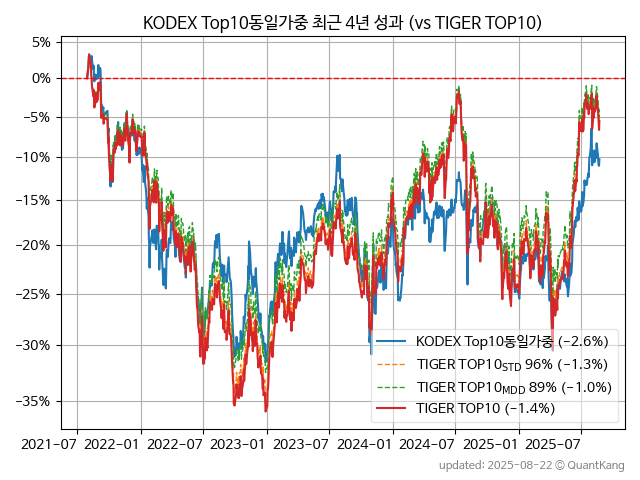 KODEX Top10동일가중 최근 4년 성과 (vs TIGER TOP10)
5%
0%
−5%
−10%
−15%
−20%
−25%
−30%
−35%
KODEX Top10동일가중 (−2.6%)
TIGER TOP10STD 96% (−1.3%)
TIGER TOP10MDD 89% (−1.0%)
TIGER TOP10 (−1.4%)
2021-07 2022-01 2022-07 2023-01 2023-07 2024-01 2024-07 2025-01 2025-07
updated: 2025-08-22 © QuantKang